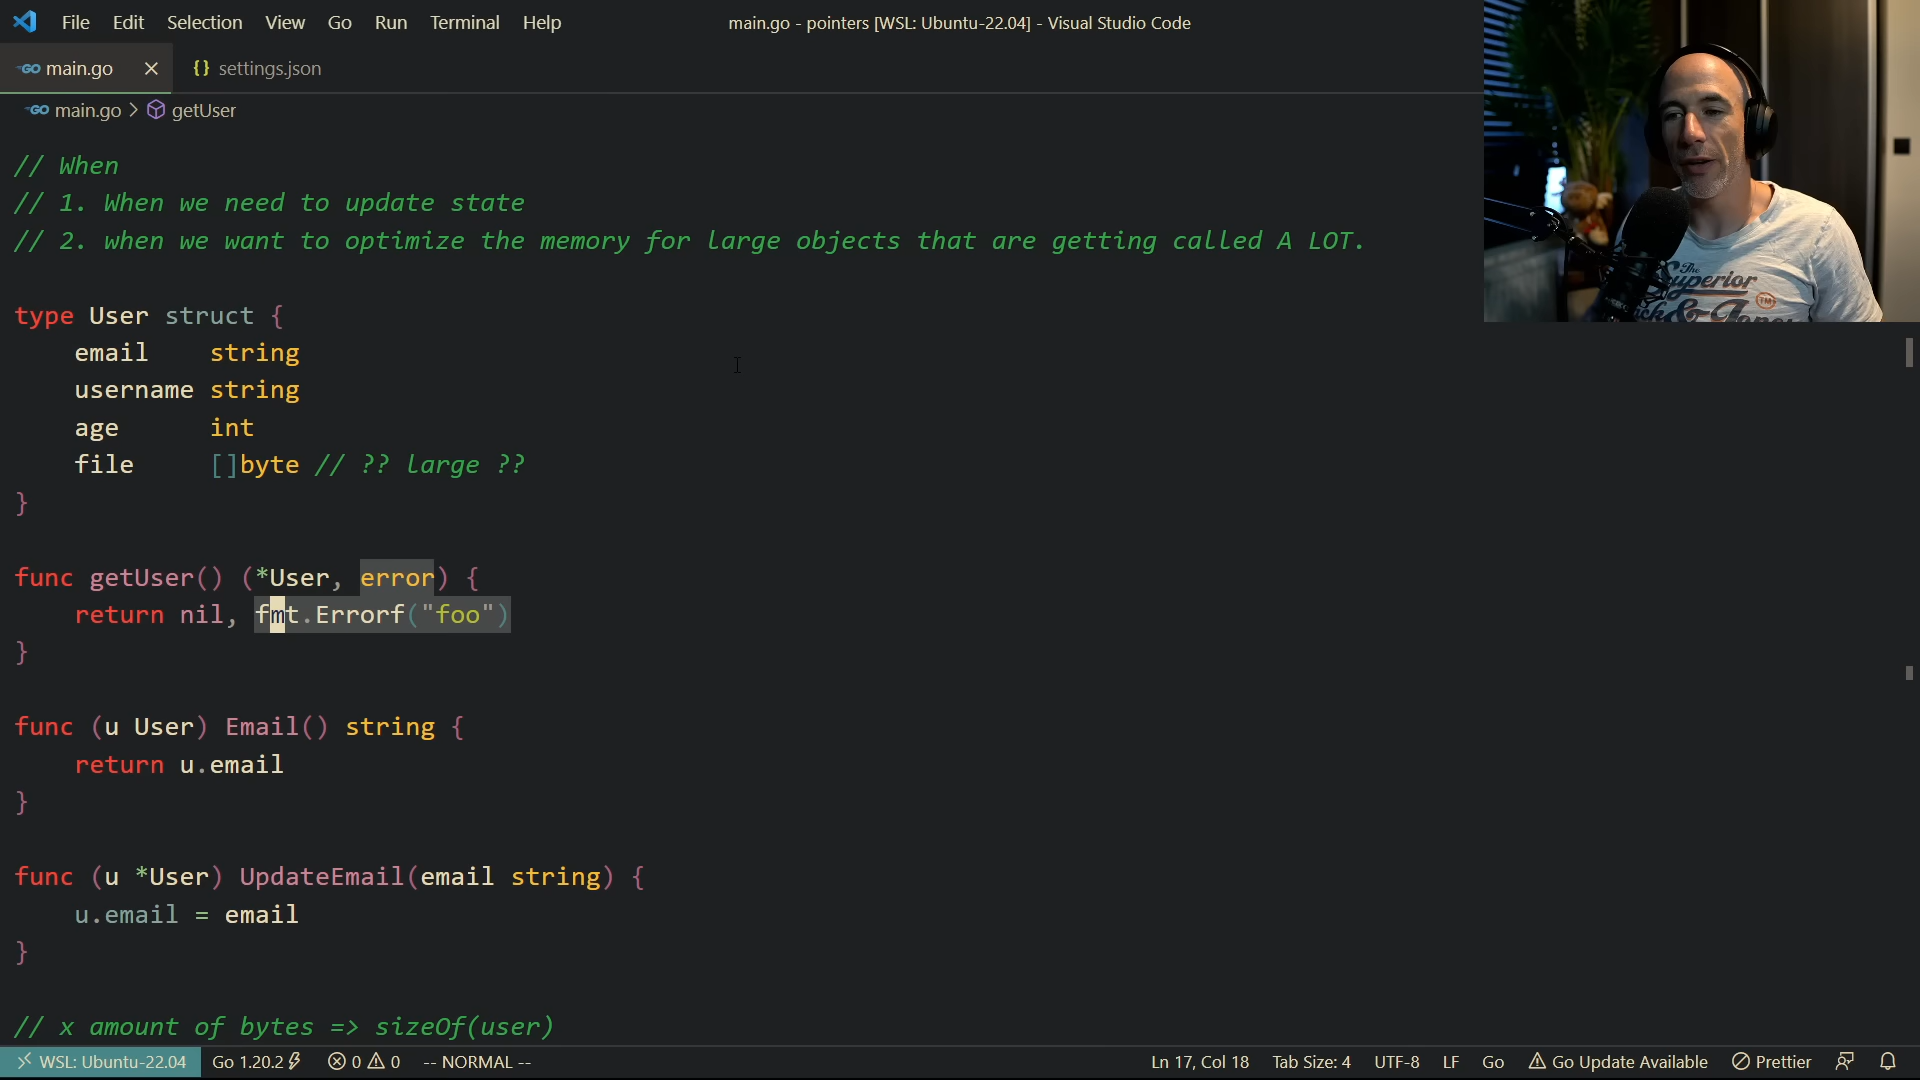 File Edit Selection View Go Run Terminal Help
main.go - pointers [WSL: Ubuntu-22.04] - Visual Studio Code
main.go
{} settings.json
main.go > getUser
// When
// 1. When we need to update state
// 2. when we want to optimize the memory for large objects that are getting called A LOT.
type User struct {
    email    string
    username string
    age      int
    file     []byte // ?? large ??
}
func getUser() (*User, error) {
    return nil, fmt.Errorf("foo")
}
func (u User) Email() string {
    return u.email
}
func (u *User) UpdateEmail(email string) {
    u.email = email
}
// x amount of bytes => sizeOf(user)
WSL: Ubuntu-22.04 Go 1.20.2 0 0 -- NORMAL -- Ln 17, Col 18 Tab Size: 4 UTF-8 LF Go Go Update Available Prettier
The
Superior
TM